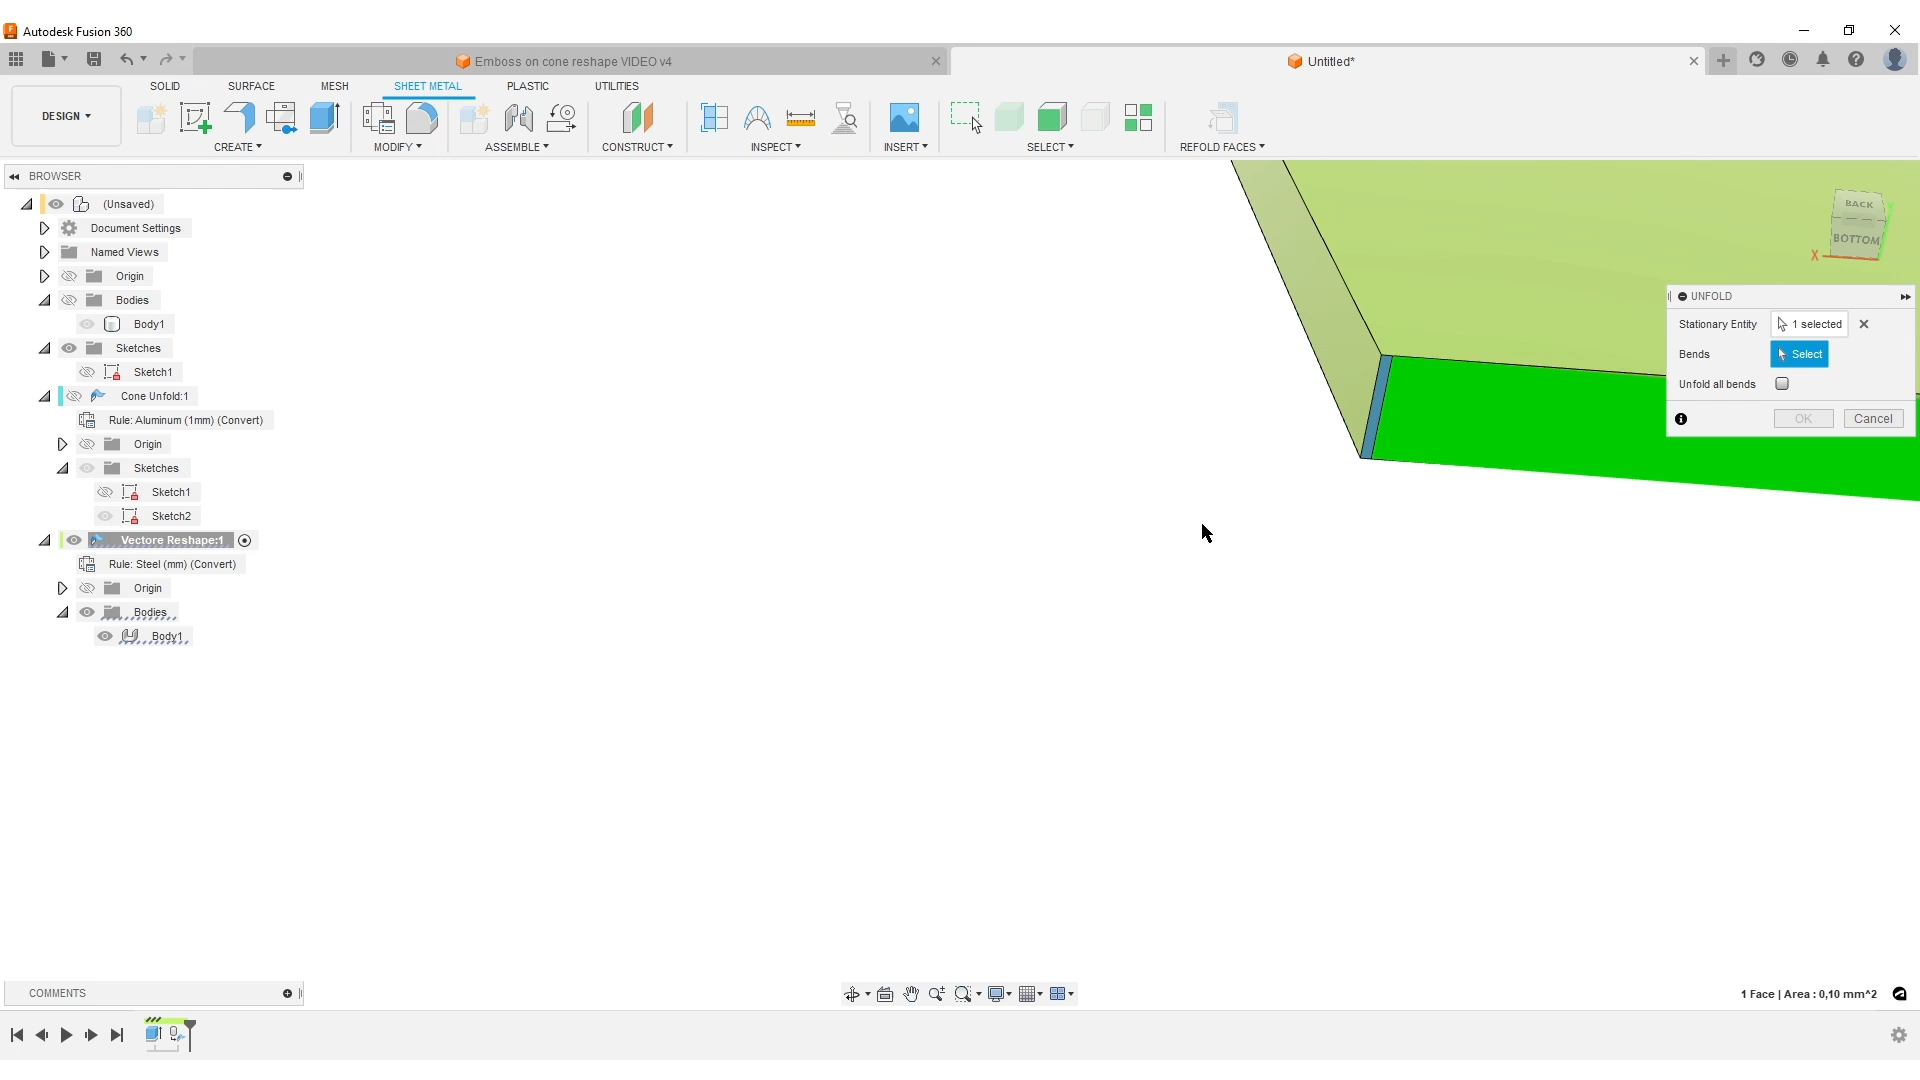 Autodesk Fusion 360
Emboss on cone reshape VIDEO v4
Untitled*
SOLID SURFACE MESH SHEET METAL PLASTIC UTILITIES
DESIGN
CREATE MODIFY ASSEMBLE CONSTRUCT INSPECT INSERT SELECT REFOLD FACES
BROWSER
(Unsaved)
Document Settings
Named Views
Origin
Bodies
Body1
Sketches
Sketch1
Cone Unfold:1
Rule: Aluminum (1mm) (Convert)
Origin
Sketches
Sketch1
Sketch2
Vectore Reshape:1
Rule: Steel (mm) (Convert)
Origin
Bodies
Body1
BACK
BOTTOM
X
UNFOLD
Stationary Entity 1 selected
Bends Select
Unfold all bends
OK Cancel
COMMENTS
1 Face | Area : 0,10 mm^2